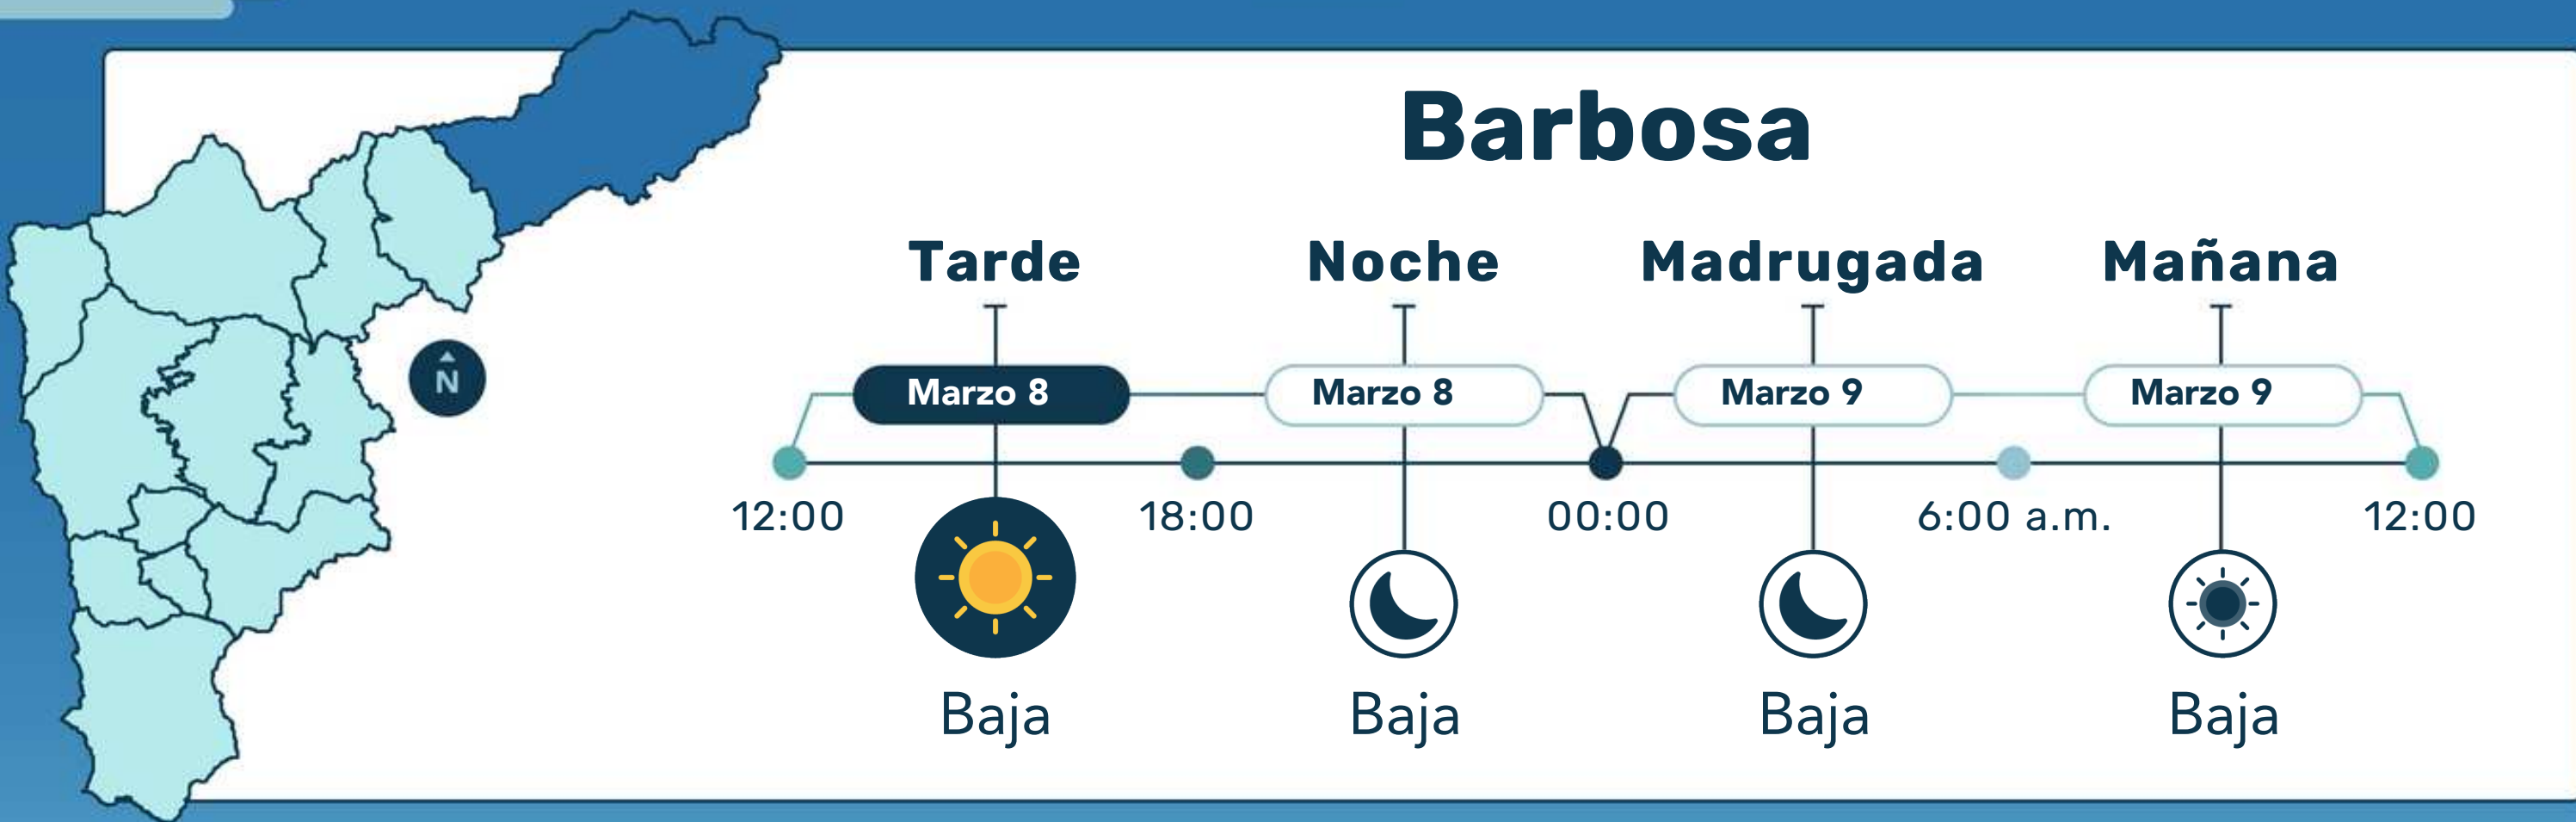 Barbosa
Tarde Noche Madrugada Mañana
Marzo 8 Marzo 8 Marzo 9 Marzo 9
N
12:00 18:00 00:00 6:00 a.m. 12:00
Baja Baja Baja Baja